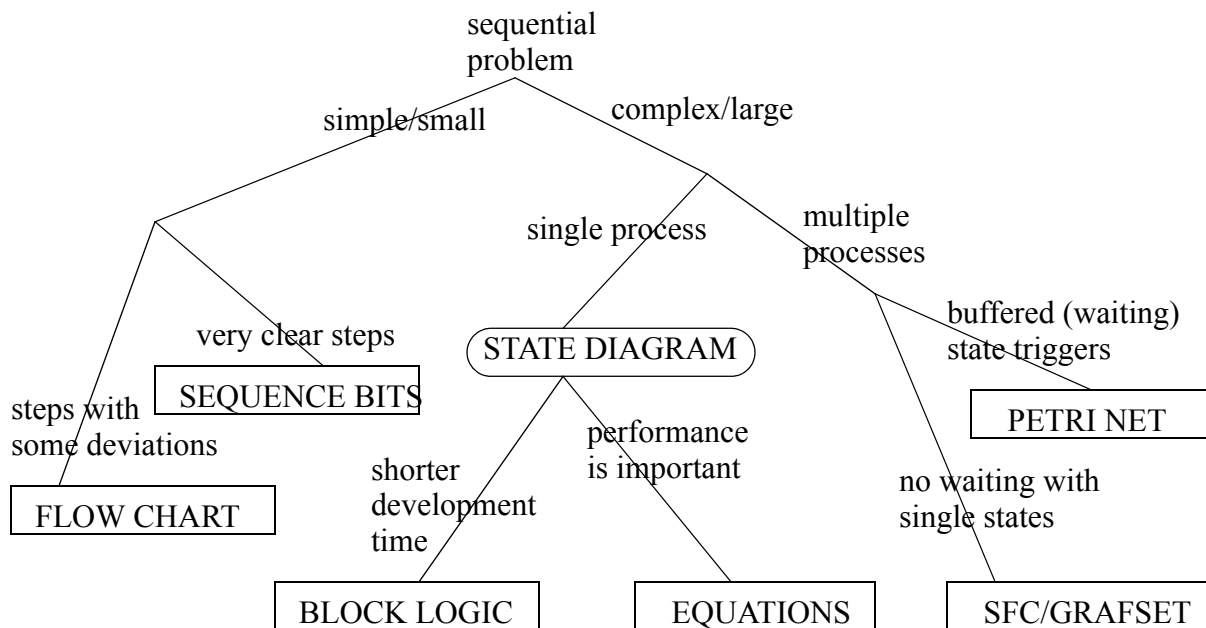 sequential
problem
simple/small
complex/large
single process
multiple
processes
very clear steps
STATE DIAGRAM
buffered (waiting)
state triggers
SEQUENCE BITS
PETRI NET
steps with
some deviations
performance
is important
shorter
development
time
no waiting with
single states
FLOW CHART
BLOCK LOGIC
EQUATIONS
SFC/GRAFSET